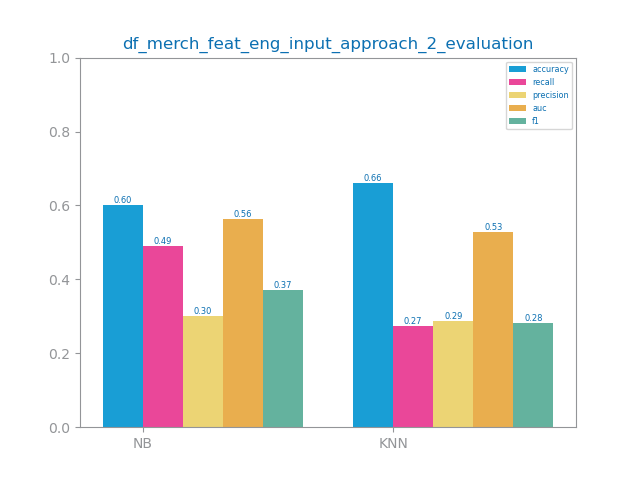 df_merch_feat_eng_input_approach_2_evaluation
1.0
0.8
0.6
0.4
0.2
0.0
accuracy
recall
precision
auc
f1
0.60
0.49
0.30
0.56
0.37
0.66
0.27
0.29
0.53
0.28
NB
KNN